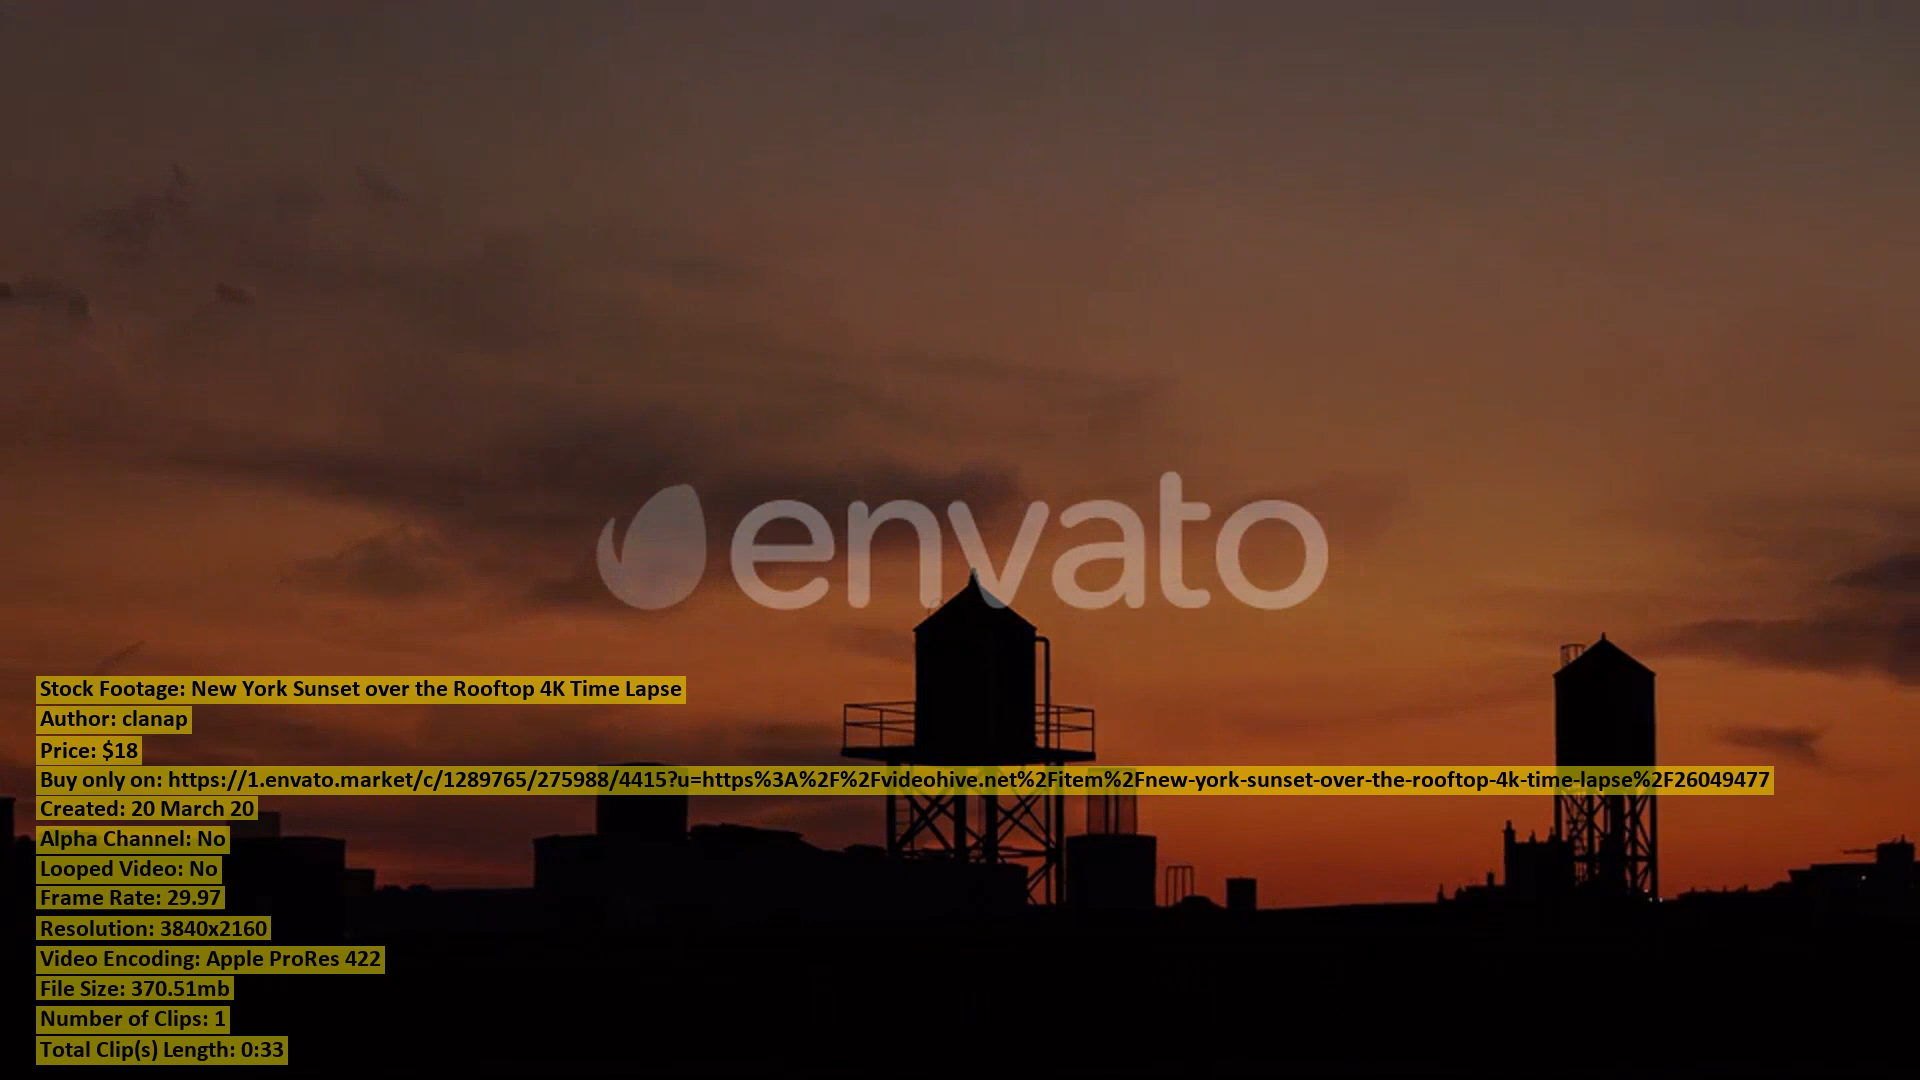 envato
Stock Footage: New York Sunset over the Rooftop 4K Time Lapse
Author: clanap
Price: $18
Buy only on: https://1.envato.market/c/1289765/275988/4415?u=https%3A%2F%2Fvideohive.net%2Fitem%2Fnew-york-sunset-over-the-rooftop-4k-time-lapse%2F26049477
Created: 20 March 20
Alpha Channel: No
Looped Video: No
Frame Rate: 29.97
Resolution: 3840x2160
Video Encoding: Apple ProRes 422
File Size: 370.51mb
Number of Clips: 1
Total Clip(s) Length: 0:33